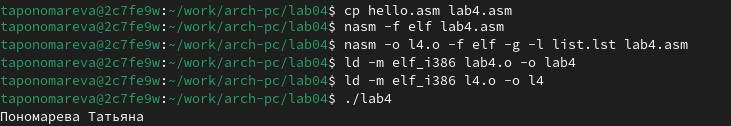 taponomareva@2c7fe9w:~/work/arch-pc/lab04$ cp hello.asm lab4.asm
taponomareva@2c7fe9w:~/work/arch-pc/lab04$ nasm -f elf lab4.asm
taponomareva@2c7fe9w:~/work/arch-pc/lab04$ nasm -o l4.o -f elf -g -l list.lst lab4.asm
taponomareva@2c7fe9w:~/work/arch-pc/lab04$ ld -m elf_i386 lab4.o -o lab4
taponomareva@2c7fe9w:~/work/arch-pc/lab04$ ld -m elf_i386 l4.o -o l4
taponomareva@2c7fe9w:~/work/arch-pc/lab04$ ./lab4
Пономарева Татьяна